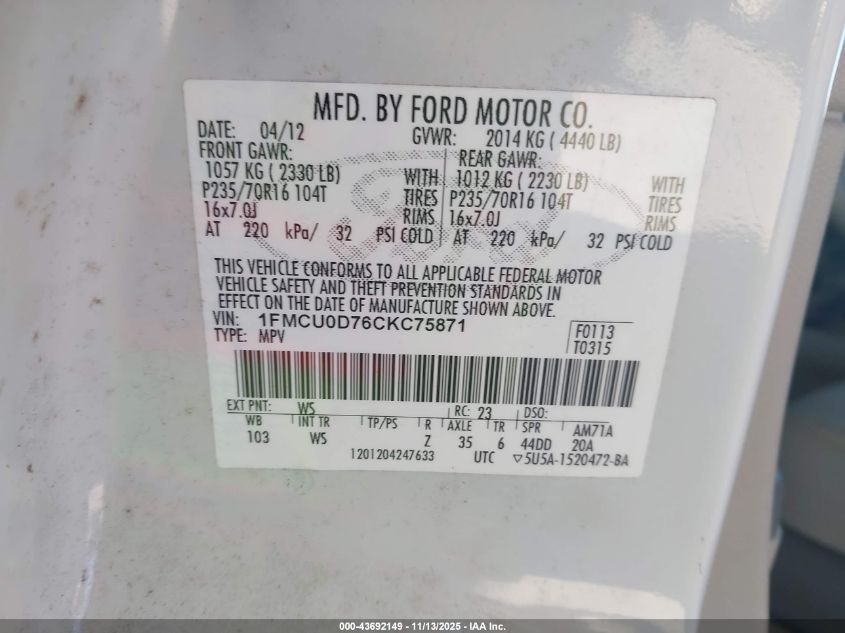 MFD. BY FORD MOTOR CO.
DATE: 04/12 GVWR: 2014 KG ( 4440 LB)
FRONT GAWR: REAR GAWR:
1057 KG ( 2330 LB) WITH 1012 KG ( 2230 LB) WITH
P235/70R16 104T TIRES P235/70R16 104T TIRES
16x7.0J RIMS 16x7.0J RIMS
AT 220 kPa/ 32 PSI COLD AT 220 kPa/ 32 PSI COLD
THIS VEHICLE CONFORMS TO ALL APPLICABLE FEDERAL MOTOR
VEHICLE SAFETY AND THEFT PREVENTION STANDARDS IN
EFFECT ON THE DATE OF MANUFACTURE SHOWN ABOVE.
VIN: 1FMCU0D76CKC75871 F0113
TYPE: MPV T0315
EXT PNT: WS RC: 23 DSO:
WB INT TR TP/PS R AXLE TR SPR AM71A
103 WS Z 35 6 44DD 20A
1201204247633 UTC ▽5U5A-1520472-BA
000-43692149 - 11/13/2025 - IAA Inc.